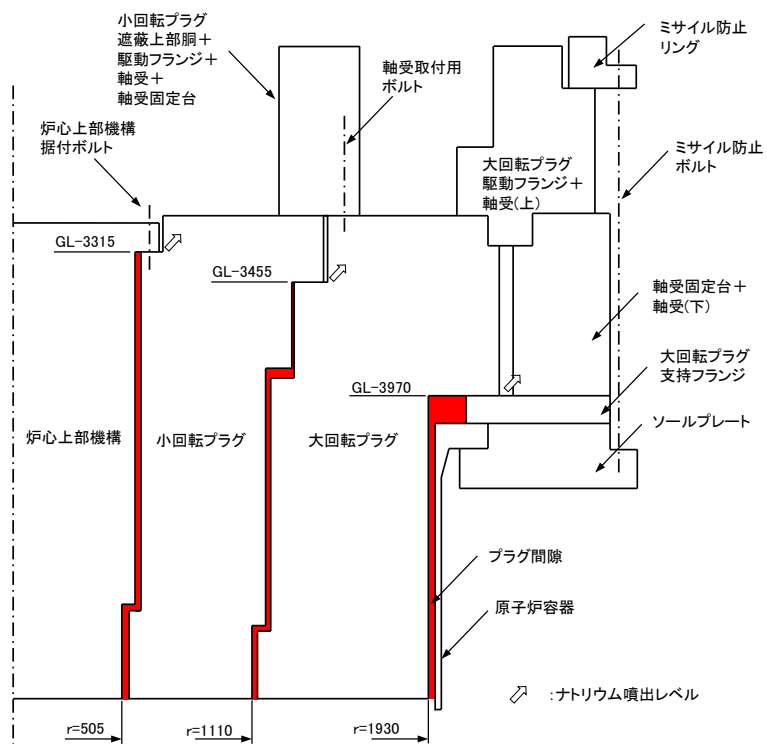 小回転プラグ
遮蔽上部胴＋
駆動フランジ＋
軸受＋
軸受固定台
軸受取付用
ボルト
ミサイル防止
リング
炉心上部機構
据付ボルト
大回転プラグ
駆動フランジ＋
軸受(上)
ミサイル防止
ボルト
GL-3315
GL-3455
軸受固定台＋
軸受(下)
大回転プラグ
支持フランジ
GL-3970
ソールプレート
炉心上部機構
小回転プラグ
大回転プラグ
プラグ間隙
原子炉容器
:ナトリウム噴出レベル
r=505
r=1110
r=1930